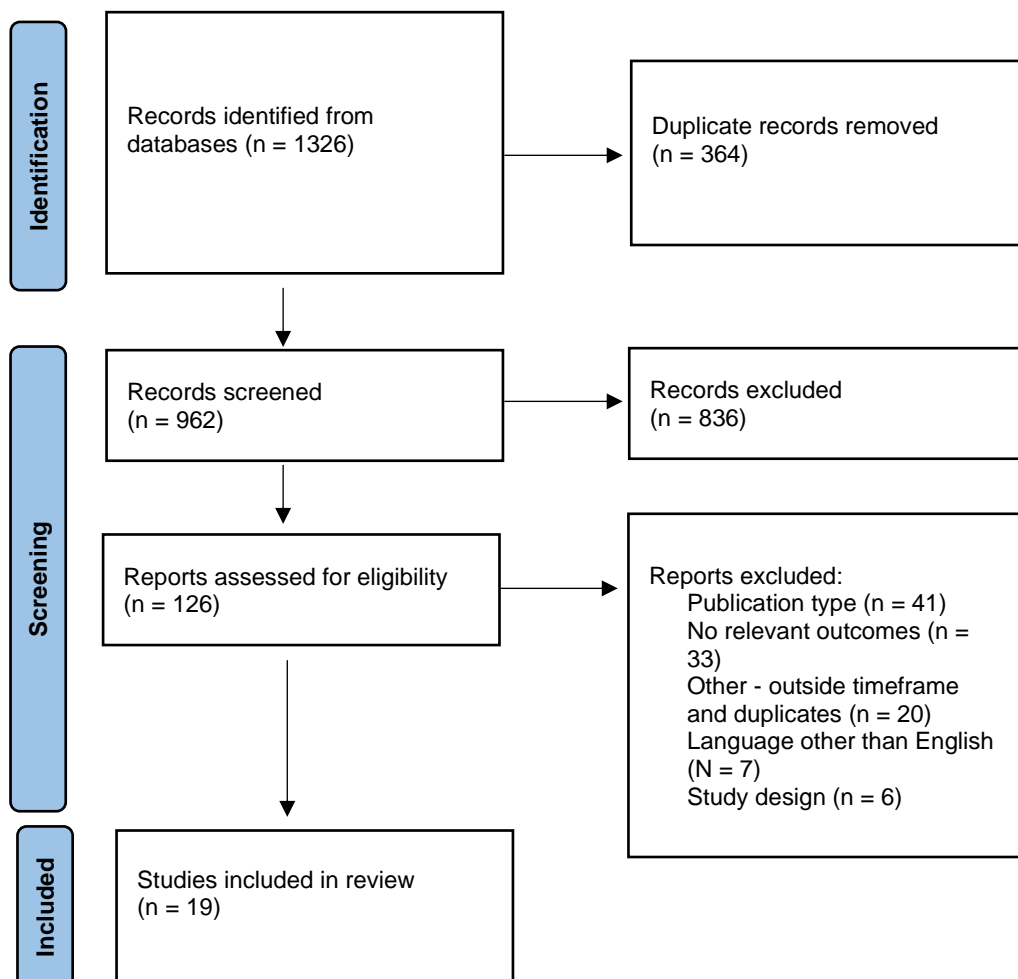 Identification
Records identified from
databases (n = 1326)
Duplicate records removed
(n = 364)
Screening
Records screened
(n = 962)
Records excluded
(n = 836)
Reports assessed for eligibility
(n = 126)
Reports excluded:
Publication type (n = 41)
No relevant outcomes (n =
33)
Other - outside timeframe
and duplicates (n = 20)
Language other than English
(N = 7)
Study design (n = 6)
Included
Studies included in review
(n = 19)